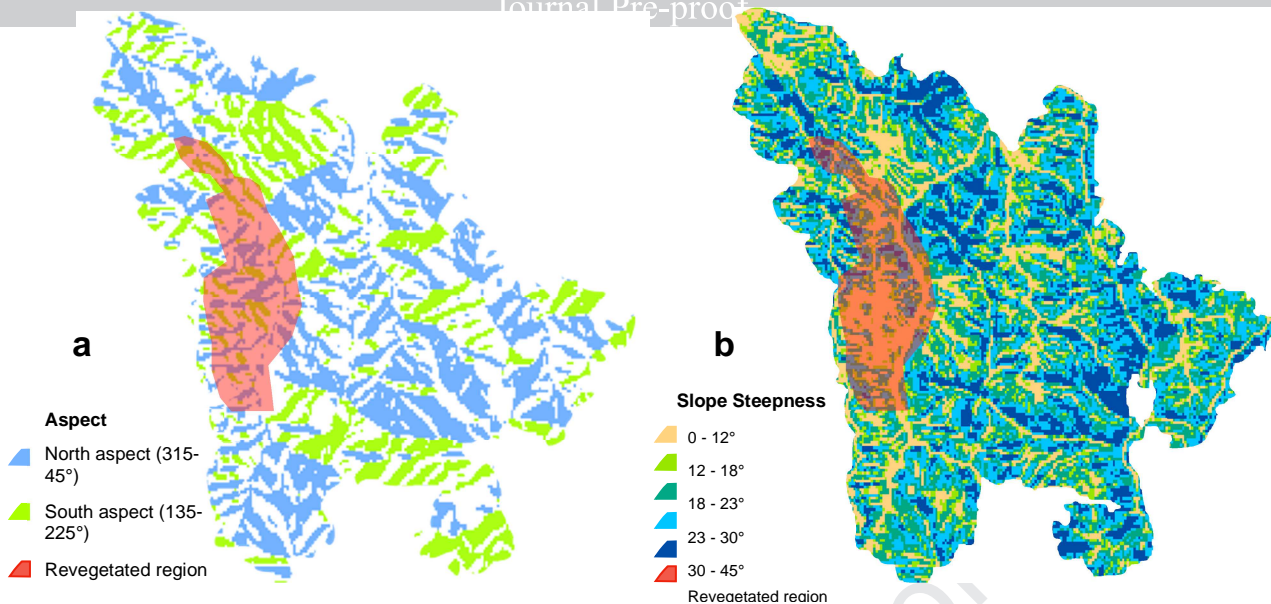 Journal Pre-proof
a
Aspect
North aspect (315-
45°)
South aspect (135-
225°)
Revegetated region
b
Slope Steepness
0 - 12°
12 - 18°
18 - 23°
23 - 30°
30 - 45°
Revegetated region